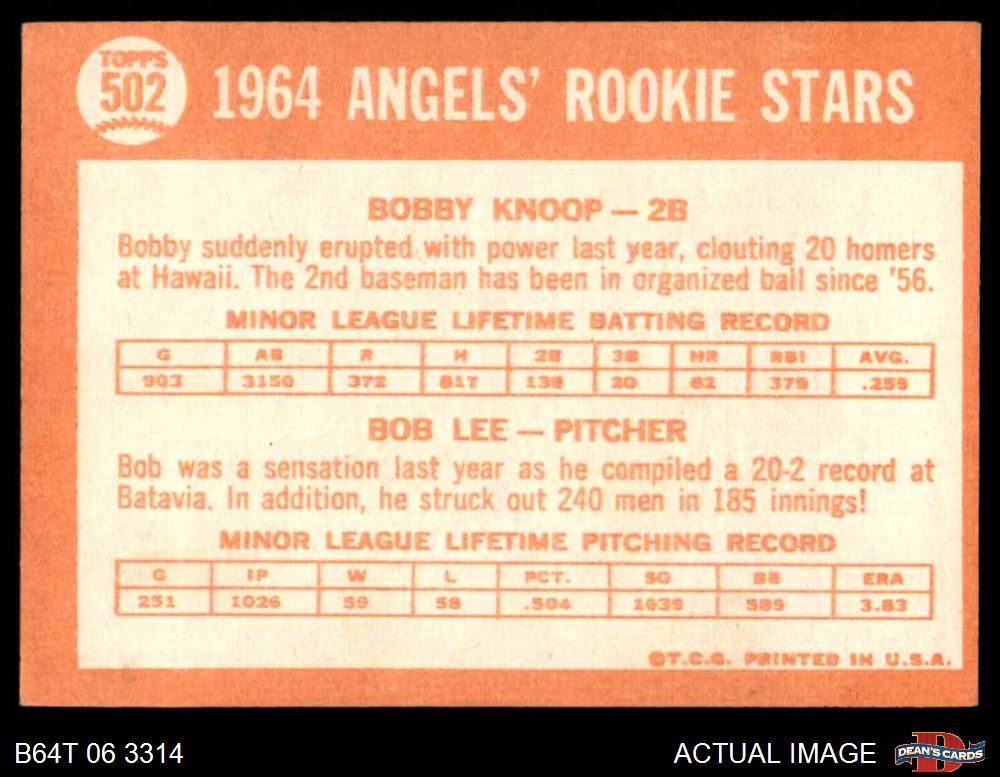 TOPPS
502
1964 ANGELS' ROOKIE STARS
BOBBY KNOOP — 2B
Bobby suddenly erupted with power last year, clouting 20 homers
at Hawaii. The 2nd baseman has been in organized ball since '56.
MINOR LEAGUE LIFETIME BATTING RECORD
G AB R H 2B 3B HR RBI AVG.
903 3150 372 817 138 20 82 379 .259
BOB LEE — PITCHER
Bob was a sensation last year as he compiled a 20-2 record at
Batavia. In addition, he struck out 240 men in 185 innings!
MINOR LEAGUE LIFETIME PITCHING RECORD
G IP W L PCT. SO BB ERA
251 1026 59 58 .504 1039 589 3.83
©T.C.G. PRINTED IN U.S.A.
B64T 06 3314
ACTUAL IMAGE
D
DEAN'S CARDS